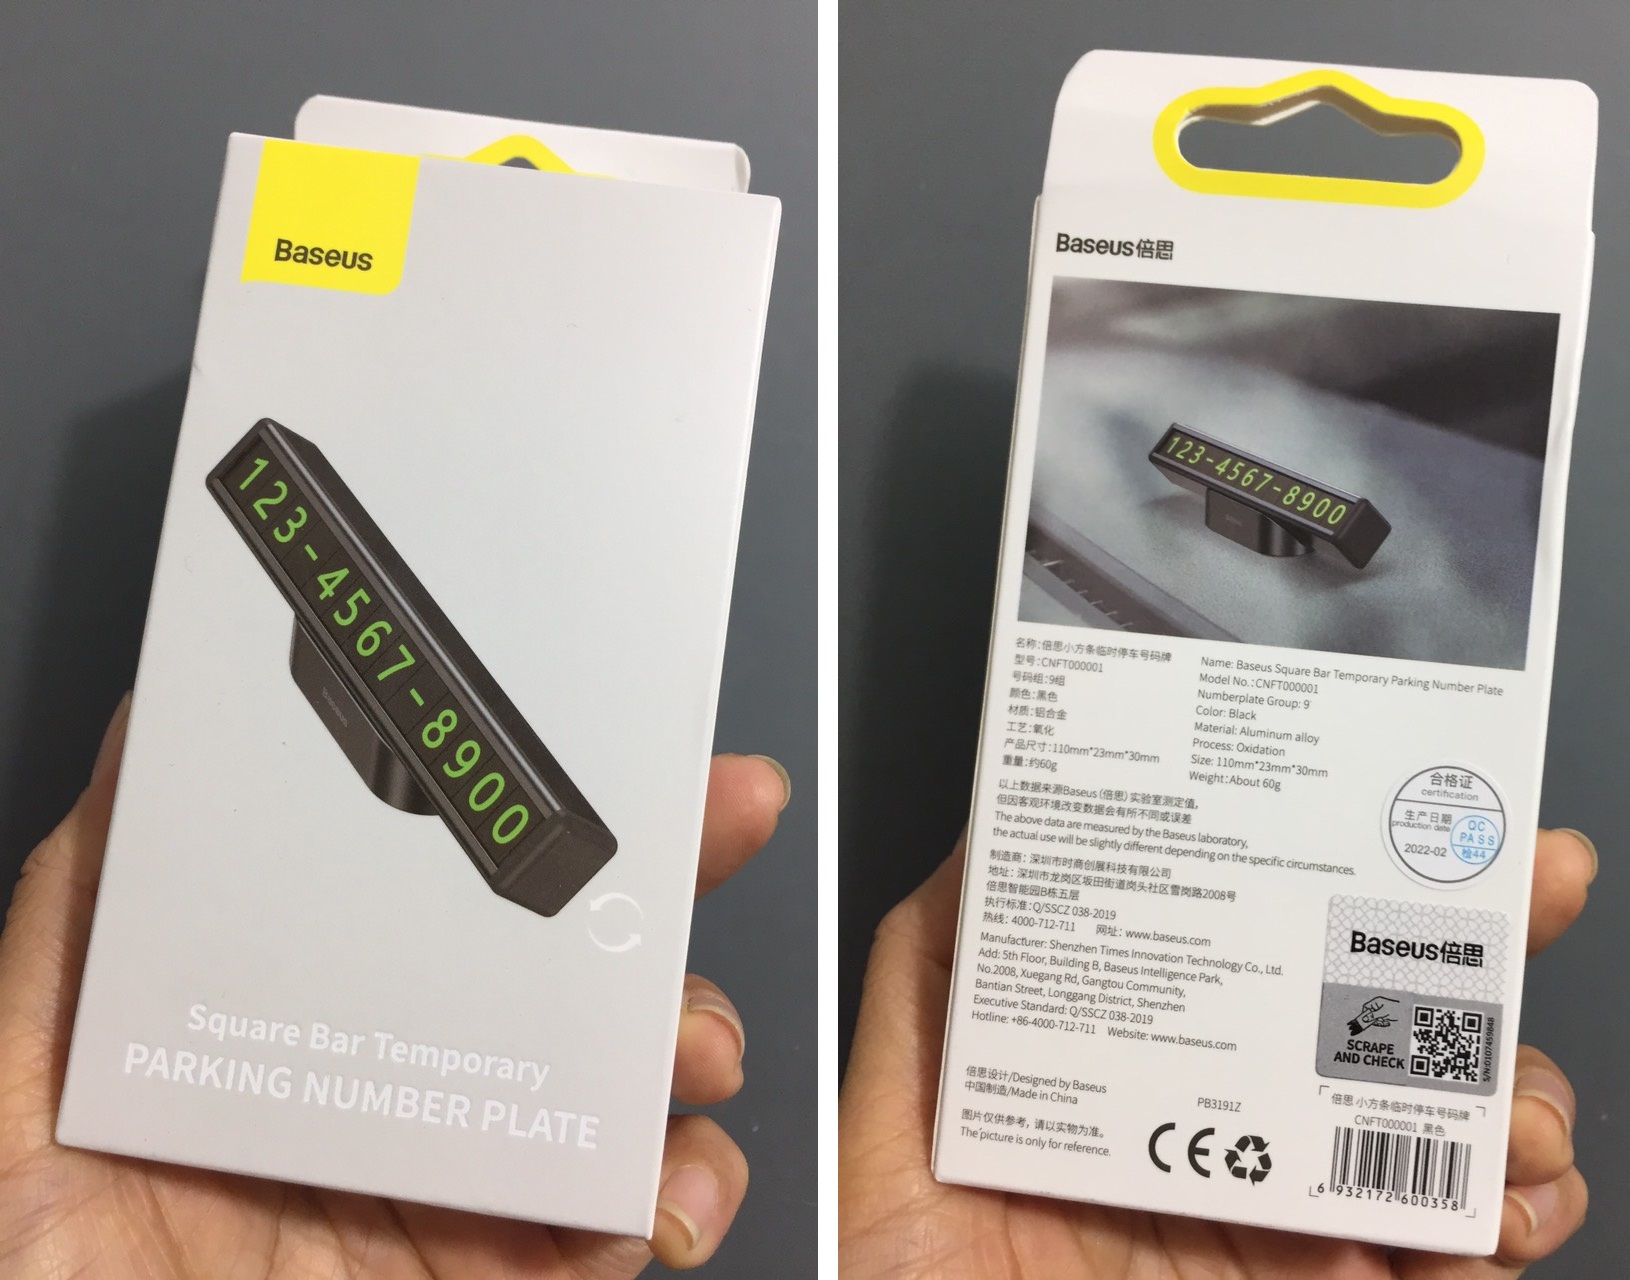 Baseus
123-4567-8900
Baseus
Square Bar Temporary
PARKING NUMBER PLATE
Baseus倍思
123-4567-8900
名称：倍思小方条临时停车号码牌
型号：CNFT000001
号码组：9组
颜色：黑色
材质：铝合金
工艺：氧化
产品尺寸：110mm*23mm*30mm
重量：约60g
Name: Baseus Square Bar Temporary Parking Number Plate
Model No.: CNFT000001
Numberplate Group: 9
Color: Black
Material: Aluminum alloy
Process: Oxidation
Size: 110mm*23mm*30mm
Weight: About 60g
以上数据来源Baseus（倍思）实验室测定值，
但因客观环境改变数据会有所不同或误差
The above data are measured by the Baseus laboratory,
the actual use will be slightly different depending on the specific circumstances.
合格证
certification
生产日期
production date
2022-02
QC
PASS
检44
制造商：深圳市时商创展科技有限公司
地址：深圳市龙岗区坂田街道岗头社区雪岗路2008号
倍思智能园B栋五层
执行标准：Q/SSCZ 038-2019
热线：4000-712-711 网址：www.baseus.com
Manufacturer: Shenzhen Times Innovation Technology Co., Ltd.
Add: 5th Floor, Building B, Baseus Intelligence Park,
No.2008, Xuegang Rd, Gangtou Community,
Bantian Street, Longgang District, Shenzhen
Executive Standard: Q/SSCZ 038-2019
Hotline: +86-4000-712-711 Website: www.baseus.com
Baseus倍思
SCRAPE
AND CHECK
S/N:0107459848
倍思设计/Designed by Baseus
中国制造/Made in China
PB3191Z
图片仅供参考，请以实物为准。
The picture is only for reference.
CE
倍思 小方条临时停车号码牌
CNFT000001 黑色
6 932172 600358